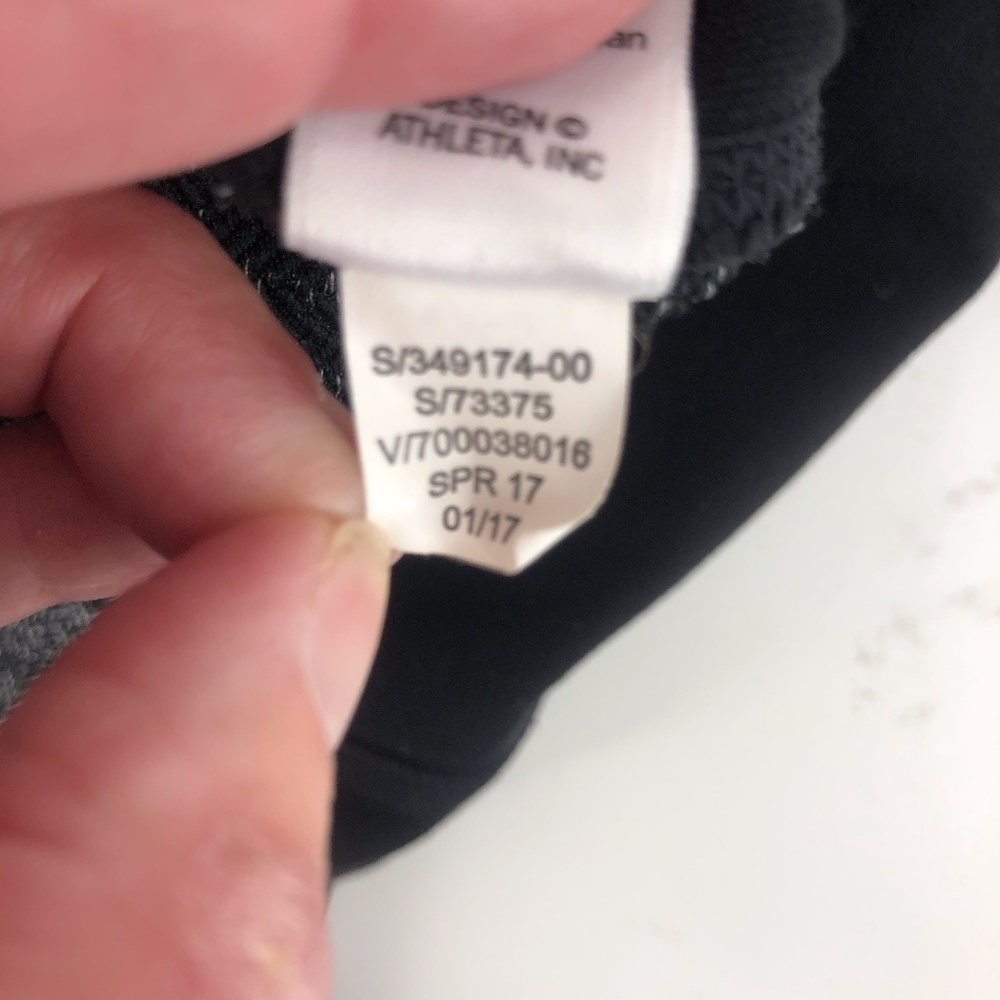 DESIGN ©
ATHLETA, INC
S/349174-00
S/73375
V/700038016
SPR 17
01/17